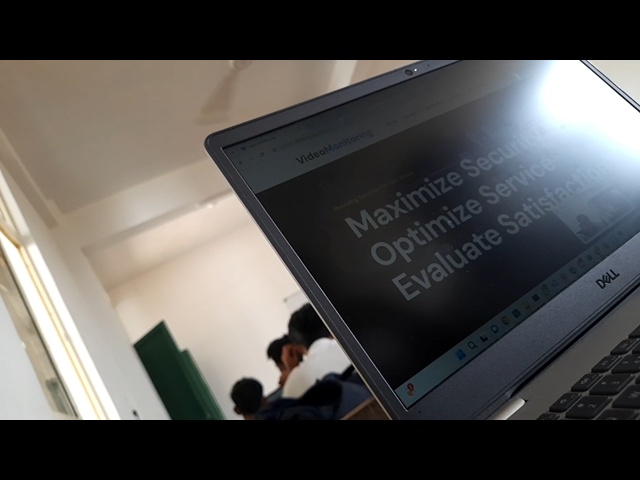 VideoMonitoring
Maximize Security
Optimize Service
Evaluate Satisfaction
DELL